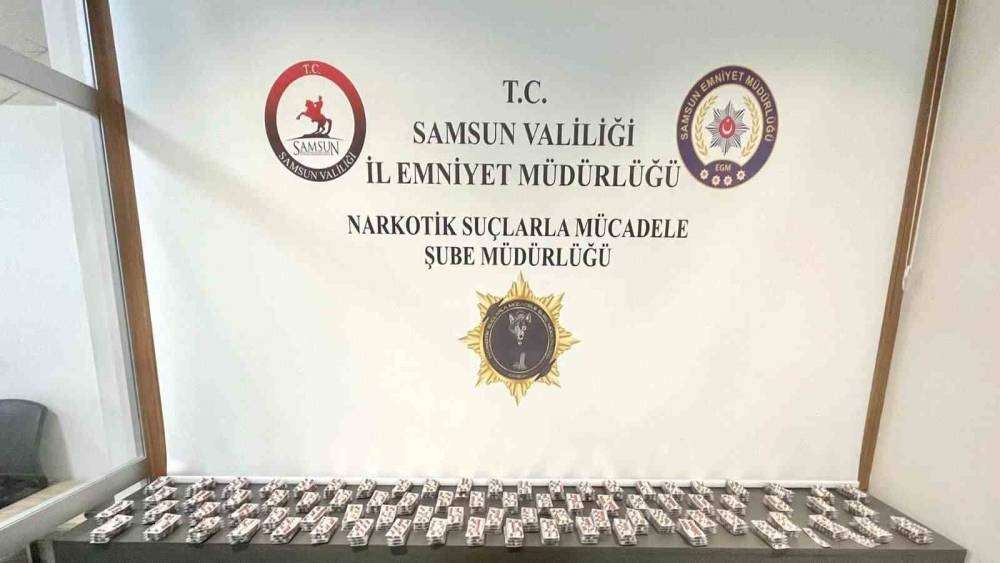 T.C.
SAMSUN VALİLİĞİ
İL EMNİYET MÜDÜRLÜĞÜ
NARKOTİK SUÇLARLA MÜCADELE
ŞUBE MÜDÜRLÜĞÜ
T.C.
SAMSUN
SAMSUN VALİLİĞİ
SAMSUN EMNİYET MÜDÜRLÜĞÜ
EGM